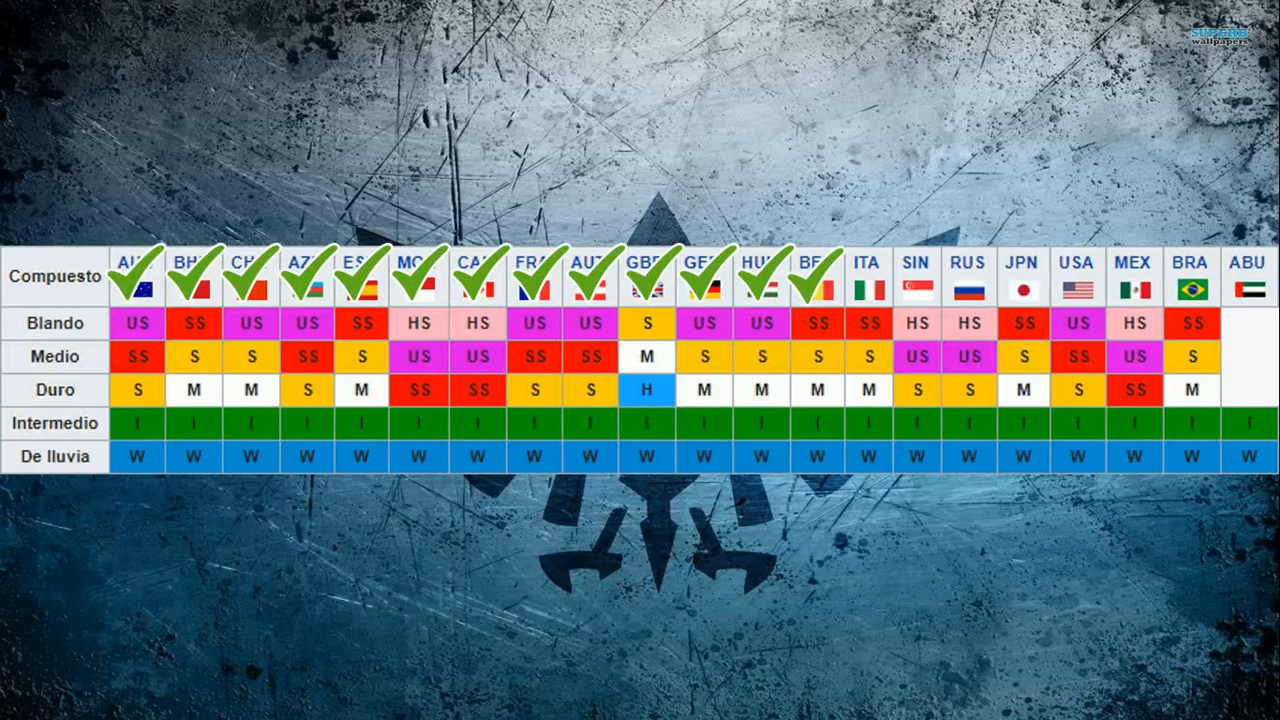 SUPERB
wallpapers
Compuesto ITA SIN RUS JPN USA MEX BRA ABU
Blando US SS US US SS HS HS US US S US US SS SS HS HS SS US HS SS
Medio SS S S SS S US US SS SS M S S S S US US S SS US S
Duro S M M S M SS SS S S H M M M M S S M S SS M
Intermedio I I I I I I I I I I I I I I I I I I I I I
De lluvia W W W W W W W W W W W W W W W W W W W W W